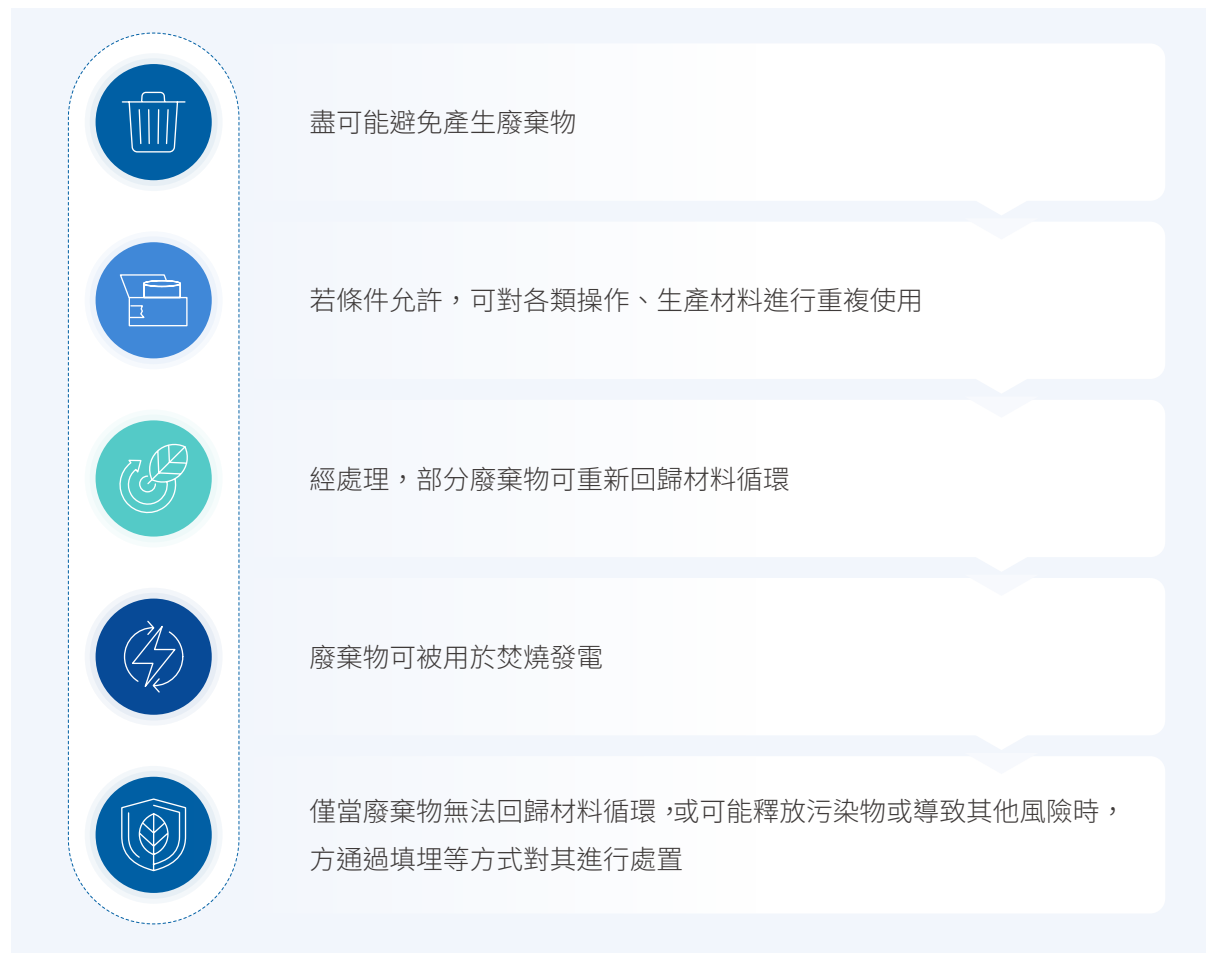 盡可能避免產生廢棄物
若條件允許，可對各類操作、生產材料進行重複使用
經處理，部分廢棄物可重新回歸材料循環
廢棄物可被用於焚燒發電
僅當廢棄物無法回歸材料循環，或可能釋放污染物或導致其他風險時，
方通過填埋等方式對其進行處置